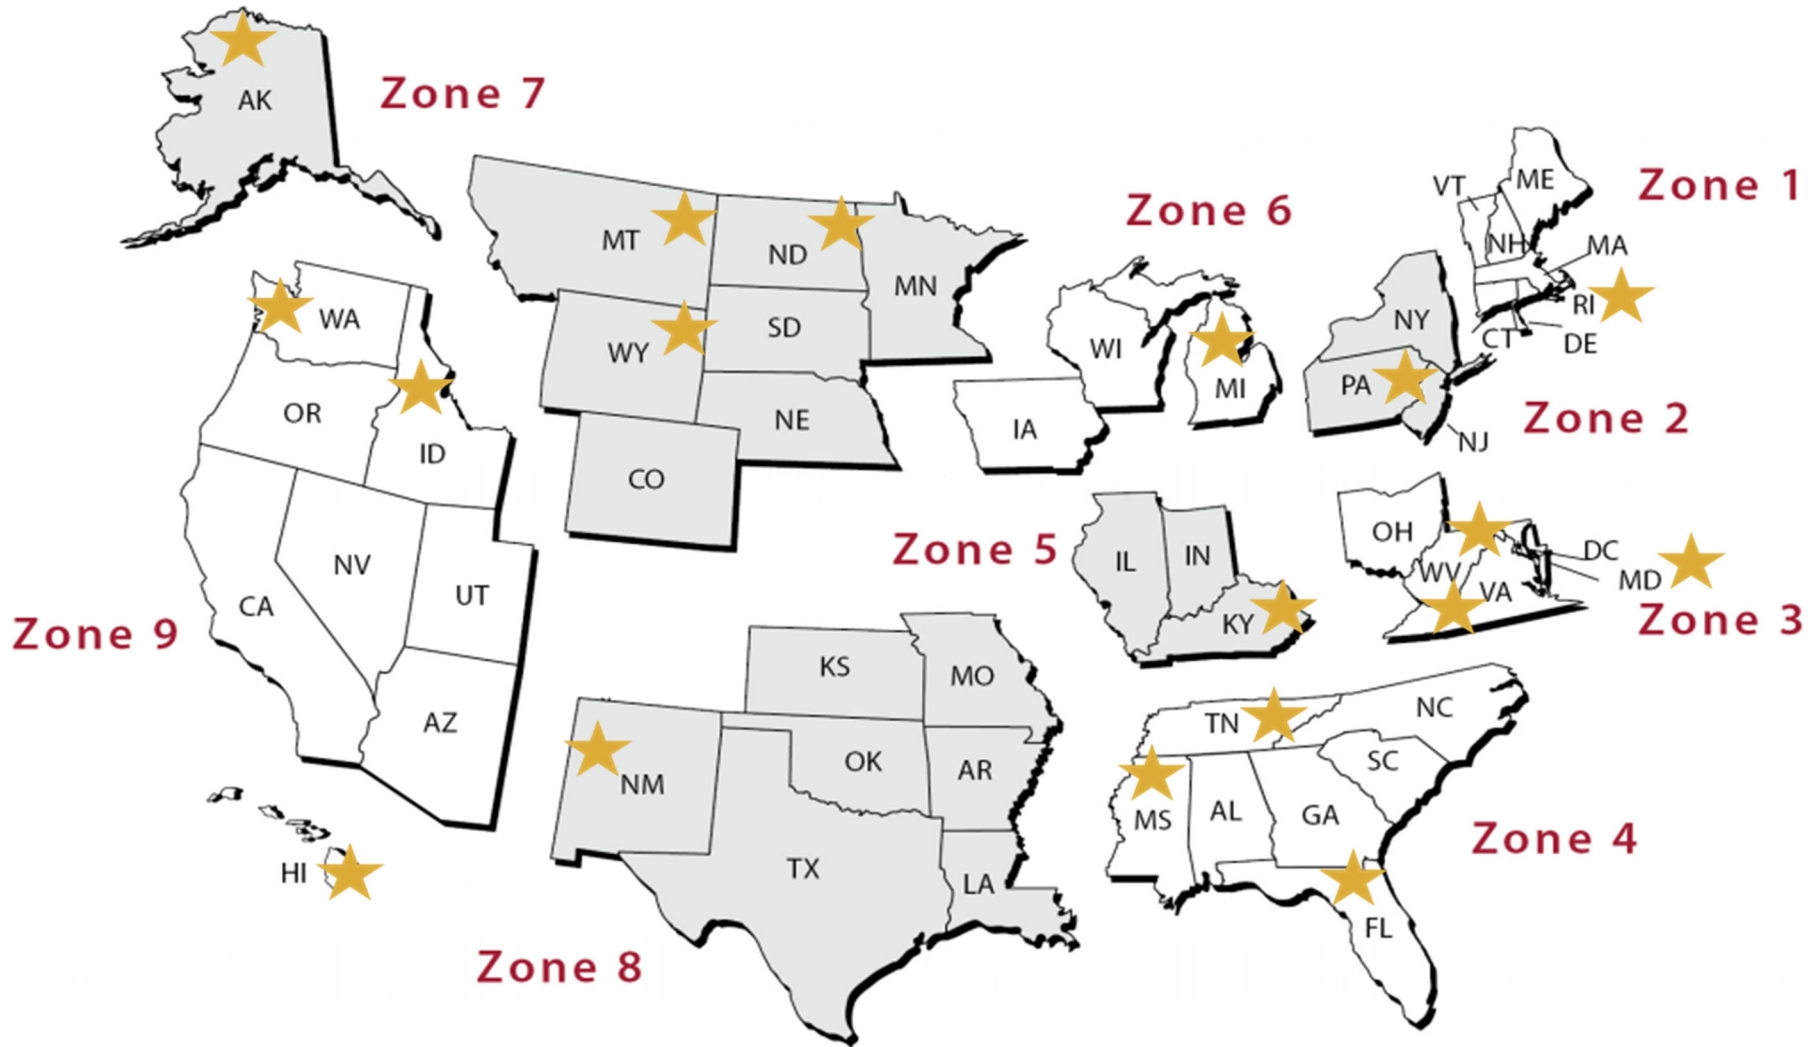 AK
Zone 7
ME
VT
Zone 1
Zone 6
NH
MA
MT
ND
MN
RI
WA
NY
SD
CT
DE
WY
WI
PA
MI
OR
NE
Zone 2
IA
NJ
ID
CO
OH
Zone 5
DC
IL
IN
NV
WV
MD
UT
VA
CA
Zone 3
KY
Zone 9
KS
MO
NC
AZ
TN
OK
SC
AR
NM
AL
GA
MS
Zone 4
TX
HI
LA
FL
Zone 8